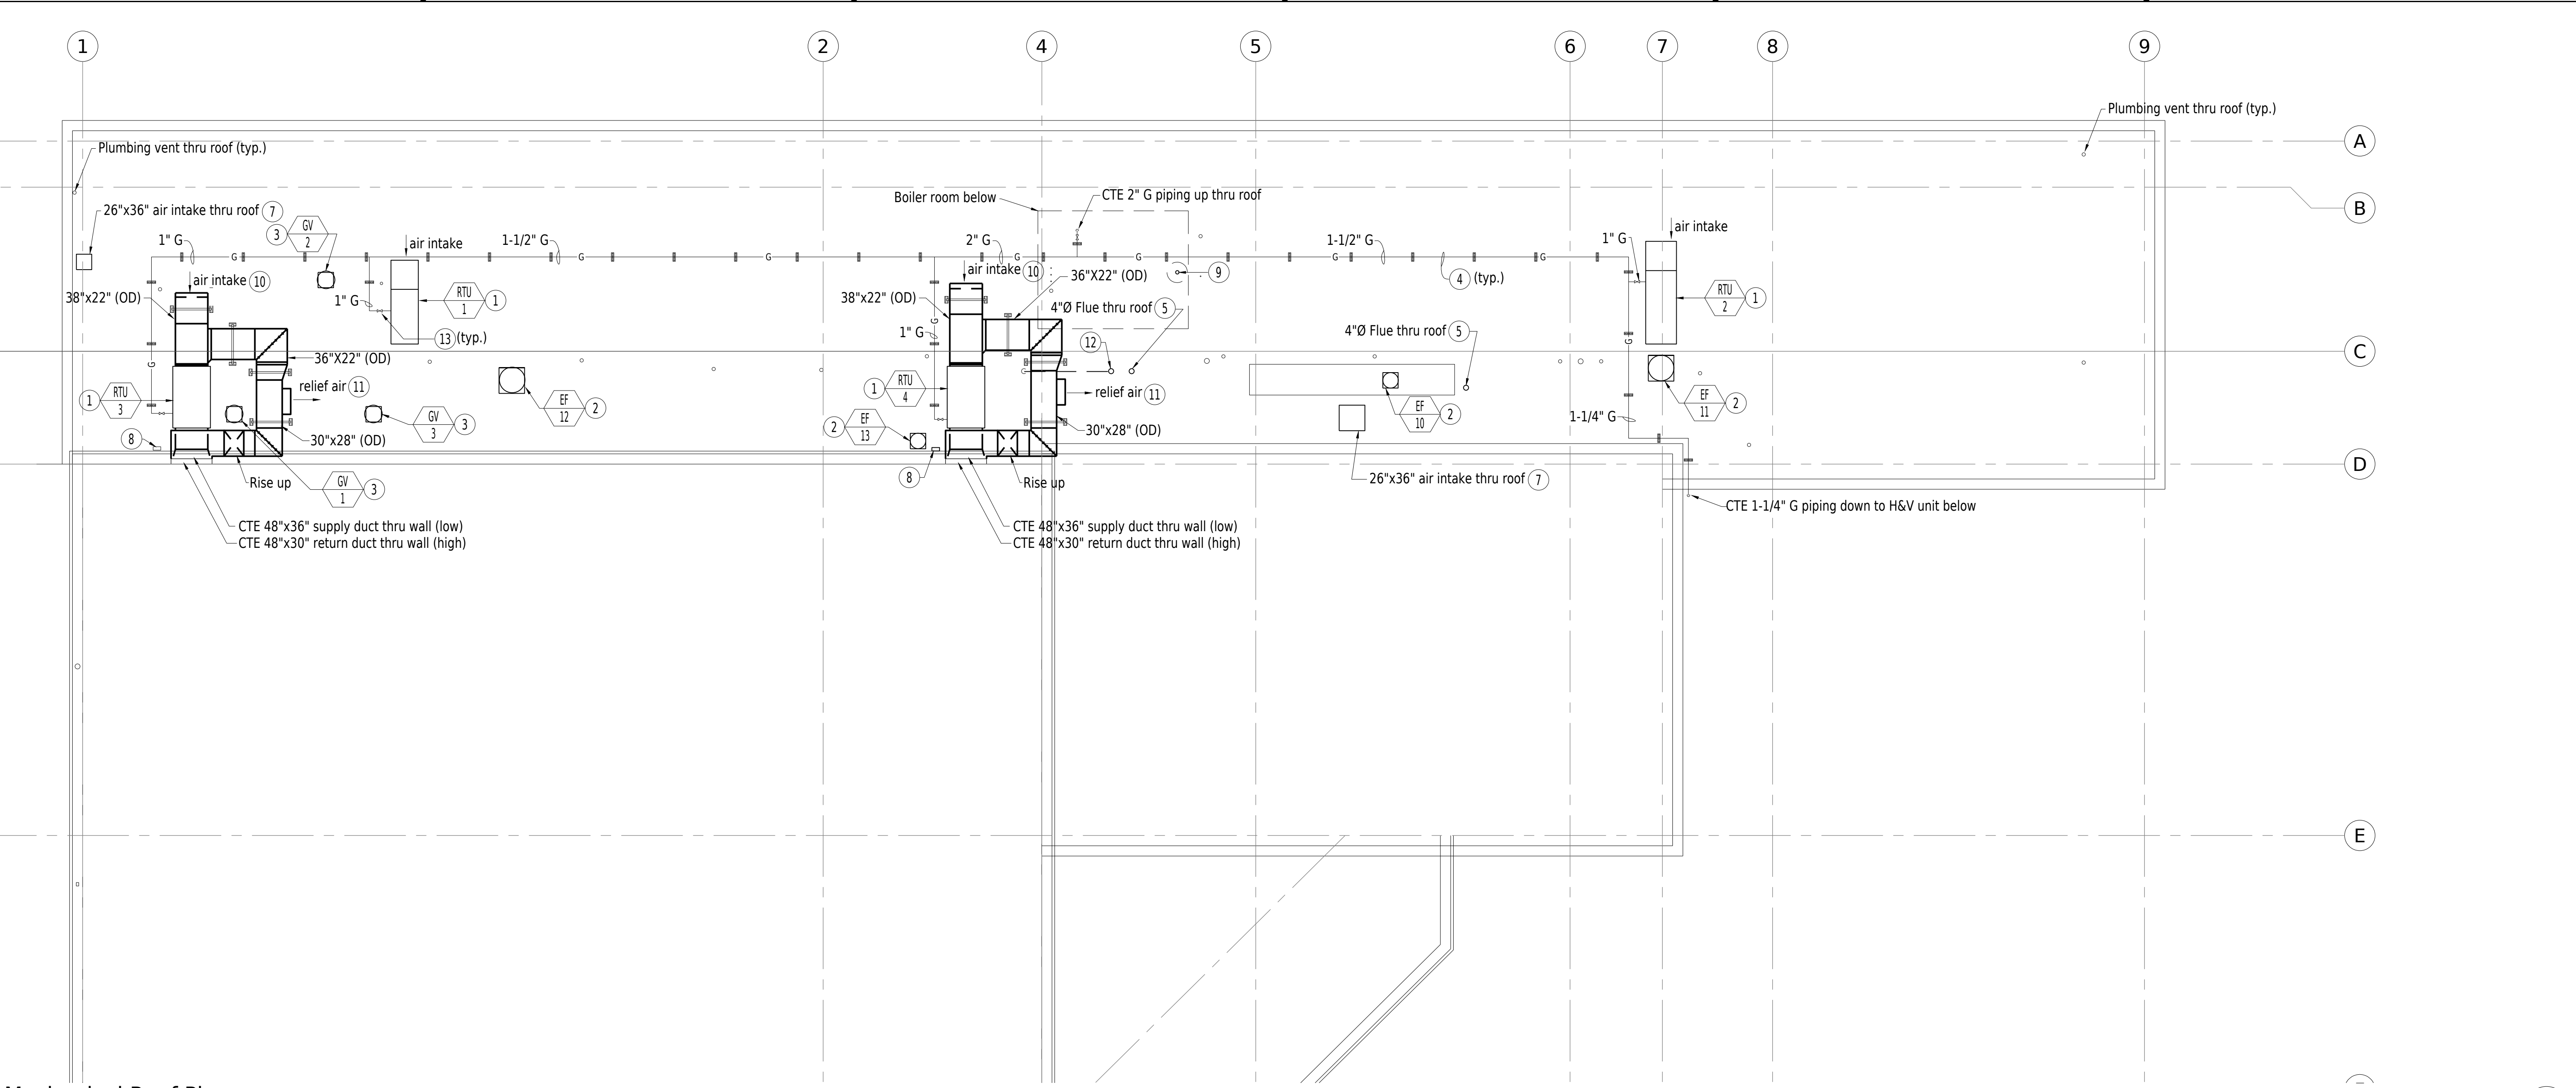 1 2 4 5 6 7 8 9
Plumbing vent thru roof (typ.)
A
Plumbing vent thru roof (typ.)
B
Boiler room below
CTE 2" G piping up thru roof
26"x36" air intake thru roof 7
3 GV 2
air intake
1" G
1-1/2" G
2" G
1-1/2" G
1" G
air intake
G G G G G G G
air intake 10
air intake 10
36"X22" (OD)
9
4 (typ.)
38"x22" (OD)
1" G
RTU 1 1
38"x22" (OD)
4"Ø Flue thru roof 5
RTU 2 1
13 (typ.)
G
1" G
12
4"Ø Flue thru roof 5
G
36"X22" (OD)
G
C
relief air 11
relief air 11
1 RTU 3
1 RTU 4
EF 12 2
EF 10 2
EF 11 2
GV 3 3
2 EF 13
1-1/4" G
8
30"x28" (OD)
30"x28" (OD)
D
8
Rise up
Rise up
26"x36" air intake thru roof 7
GV 1 3
CTE 1-1/4" G piping down to H&V unit below
CTE 48"x36" supply duct thru wall (low)
CTE 48"x30" return duct thru wall (high)
CTE 48"x36" supply duct thru wall (low)
CTE 48"x30" return duct thru wall (high)
E